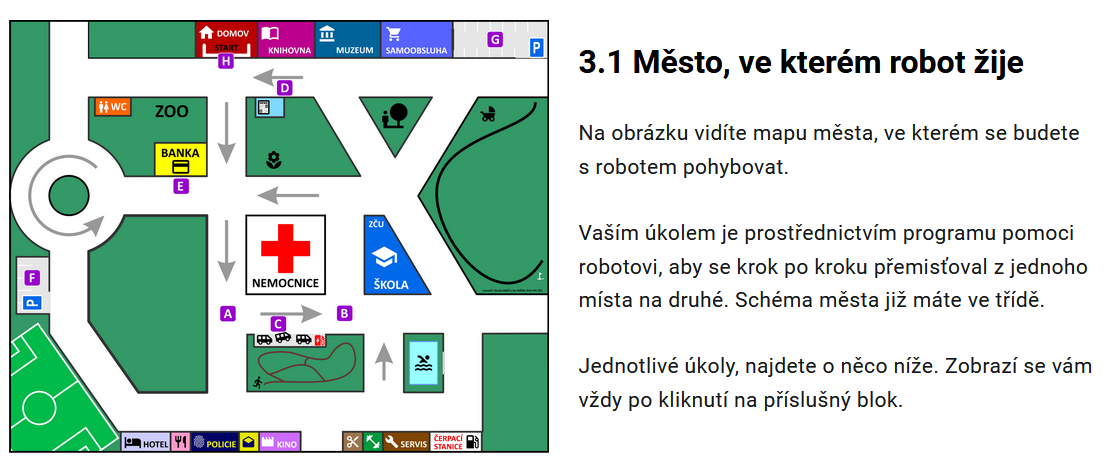 DOMOV
START
KNIHOVNA
MUZEUM
SAMOOBSLUHA
G
P
H
D
WC
ZOO
BANKA
E
ZČU
ŠKOLA
NEMOCNICE
F
P
A
B
C
HOTEL
POLICIE
KINO
SERVIS
ČERPACÍ
STANICE
3.1 Město, ve kterém robot žije
Na obrázku vidíte mapu města, ve kterém se budete
s robotem pohybovat.
Vaším úkolem je prostřednictvím programu pomoci
robotovi, aby se krok po kroku přemisťoval z jednoho
místa na druhé. Schéma města již máte ve třídě.
Jednotlivé úkoly, najdete o něco níže. Zobrazí se vám
vždy po kliknutí na příslušný blok.